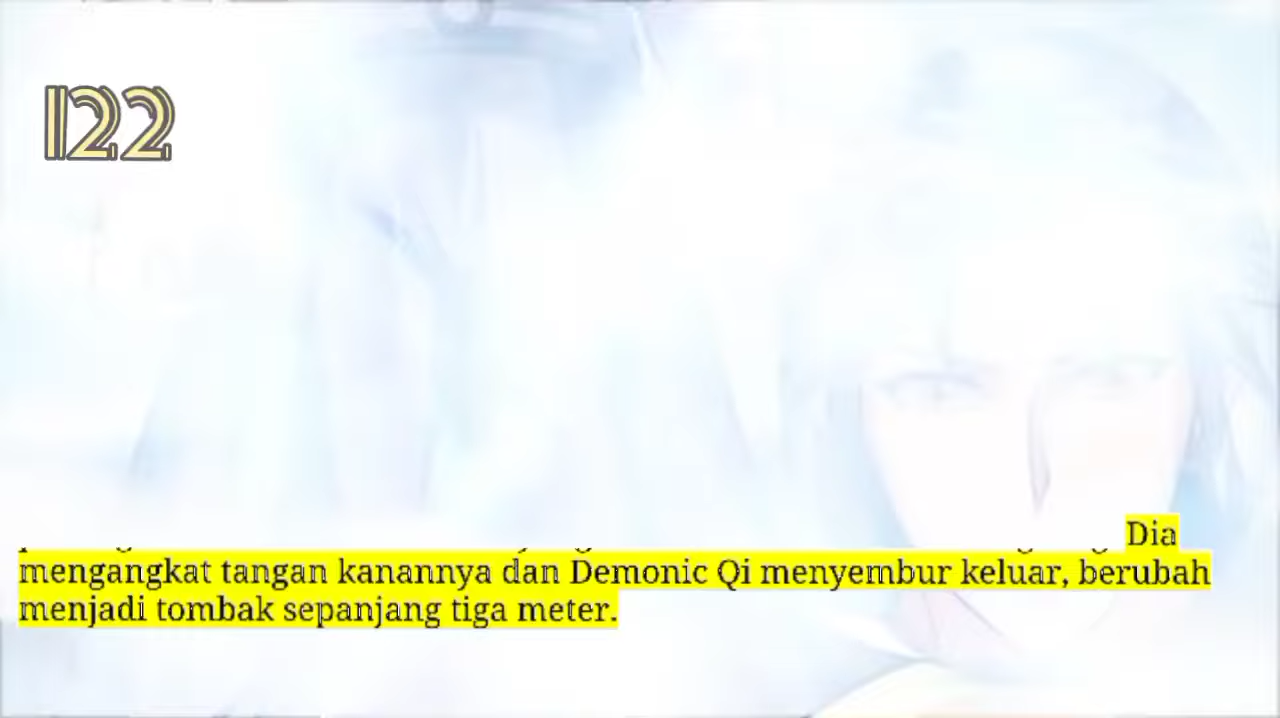 122
Dia
mengangkat tangan kanannya dan Demonic Qi menyembur keluar, berubah
menjadi tombak sepanjang tiga meter.